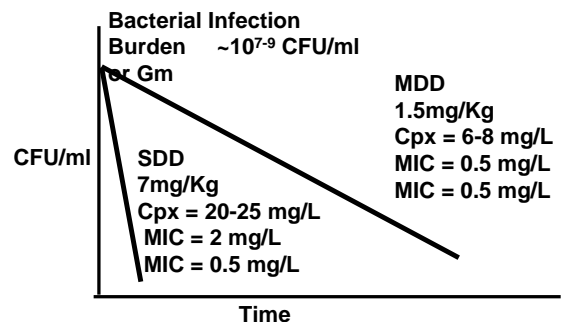 Bacterial Infection
Burden ~10⁷⁻⁹ CFU/ml
or Gm
MDD
1.5mg/Kg
Cpx = 6-8 mg/L
MIC = 0.5 mg/L
MIC = 0.5 mg/L
CFU/ml
SDD
7mg/Kg
Cpx = 20-25 mg/L
MIC = 2 mg/L
MIC = 0.5 mg/L
Time